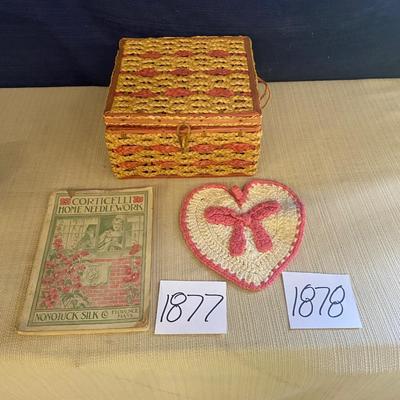 CORTICELLI
HOME NEEDLEWORK
NONOTUCK SILK Co
FLORENCE
MASS.
1877
1878